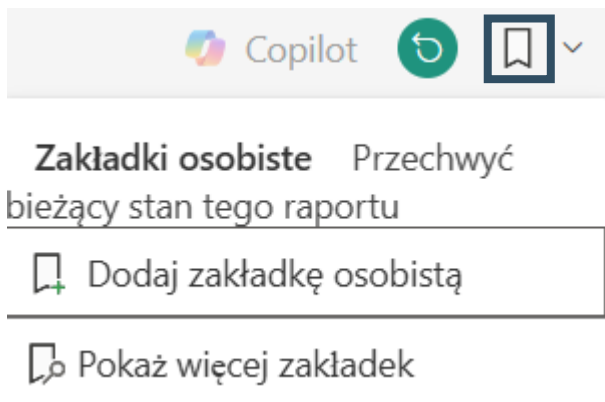 Copilot
Zakładki osobiste Przechwyć
bieżący stan tego raportu
Dodaj zakładkę osobistą
Pokaż więcej zakładek